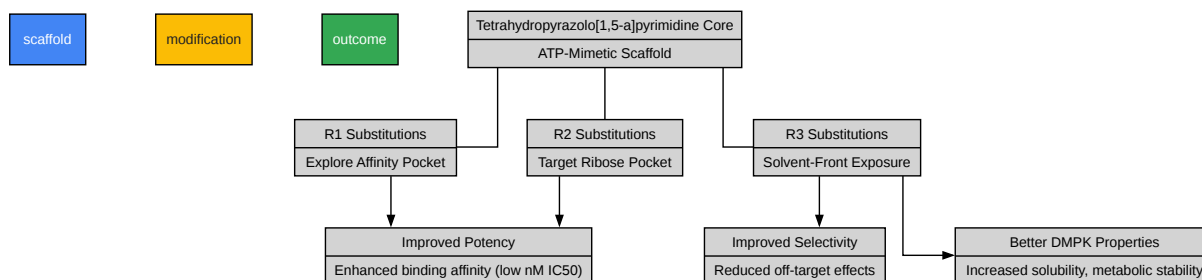 scaffold
modification
outcome
Tetrahydropyrazolo[1,5-a]pyrimidine Core
ATP-Mimetic Scaffold
R1 Substitutions
Explore Affinity Pocket
R2 Substitutions
Target Ribose Pocket
R3 Substitutions
Solvent-Front Exposure
Improved Potency
Enhanced binding affinity (low nM IC50)
Improved Selectivity
Reduced off-target effects
Better DMPK Properties
Increased solubility, metabolic stability